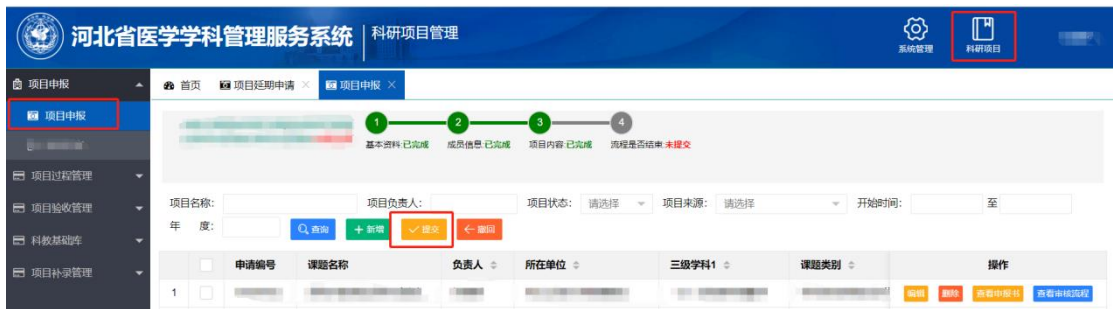 河北省医学学科管理服务系统 科研项目管理
系统管理 科研项目
项目申报
首页 项目延期申请 × 项目申报 ×
项目申报
1 2 3 4
基本资料:已完成 成员信息:已完成 项目内容:已完成 流程是否结束:未提交
项目过程管理
项目验收管理
科教基础库
项目补录管理
项目名称: 项目负责人: 项目状态: 请选择 项目来源: 请选择 开始时间: 至
年 度: 查询 + 新增 提交 撤回
申请编号 课题名称 负责人 所在单位 三级学科1 课题类别 操作
1 编辑 删除 查看申报书 查看审核流程